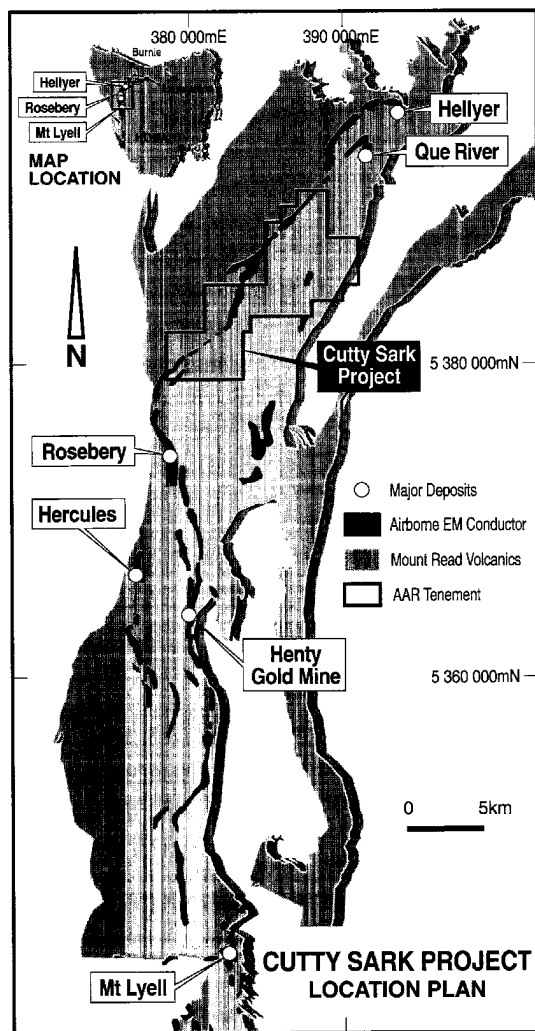 380 000mE
390 000mE
Burnie
Hellyer
Rosebery
Mt Lyell
MAP
LOCATION
Hellyer
Que River
N
Cutty Sark
Project
5 380 000mN
Rosebery
Hercules
Major Deposits
Airborne EM Conductor
Mount Read Volcanics
AAR Tenement
Henty
Gold Mine
5 360 000mN
0 5km
Mt Lyell
CUTTY SARK PROJECT
LOCATION PLAN